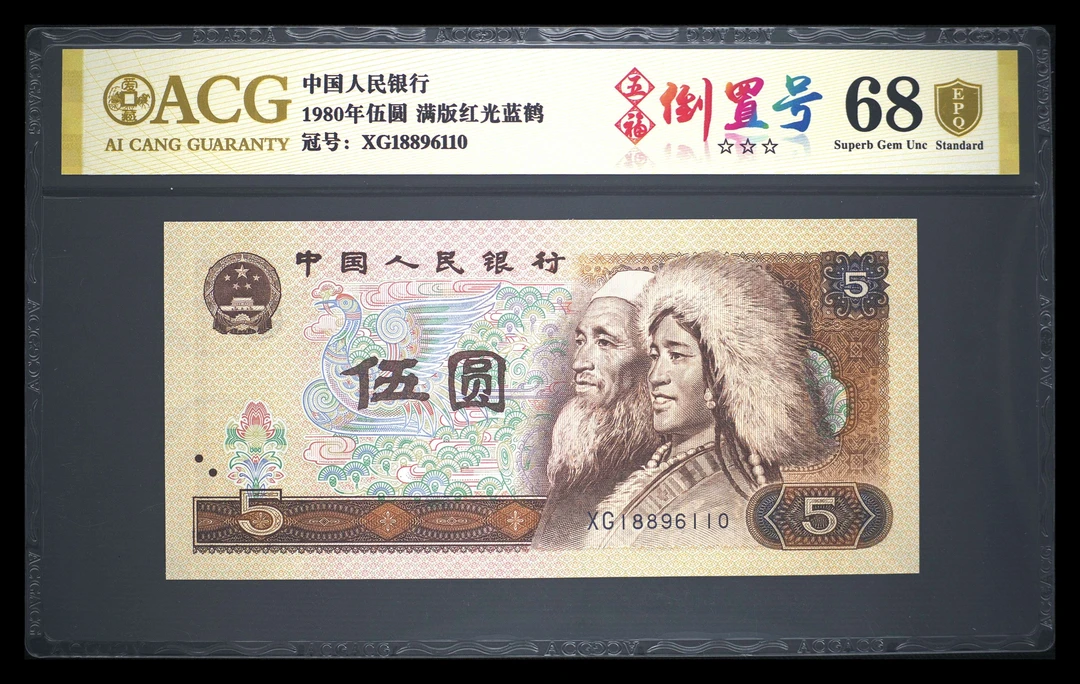 ACG
AI CANG GUARANTY
中国人民银行
1980年伍圆 满版红光蓝鹤
冠号： XG18896110
五福
倒置号
☆☆☆
68
Superb Gem Unc
EPQ
Standard
中国人民银行
5
伍圆
5
XG18896110
5